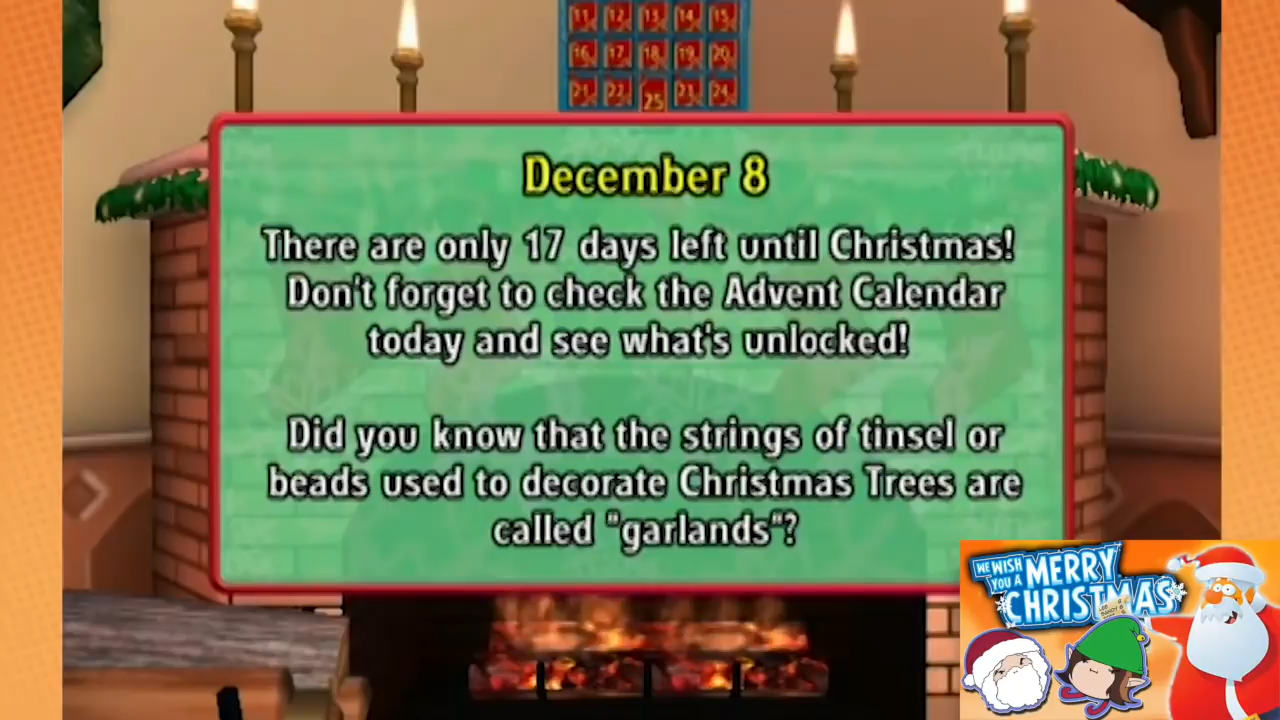 11 12 13 14 15
16 17 18 19 20
21 22 25 23 24
December 8
There are only 17 days left until Christmas!
Don't forget to check the Advent Calendar
today and see what's unlocked!
Did you know that the strings of tinsel or
beads used to decorate Christmas Trees are
called "garlands"?
WE WISH
YOU A
MERRY
CHRISTMAS